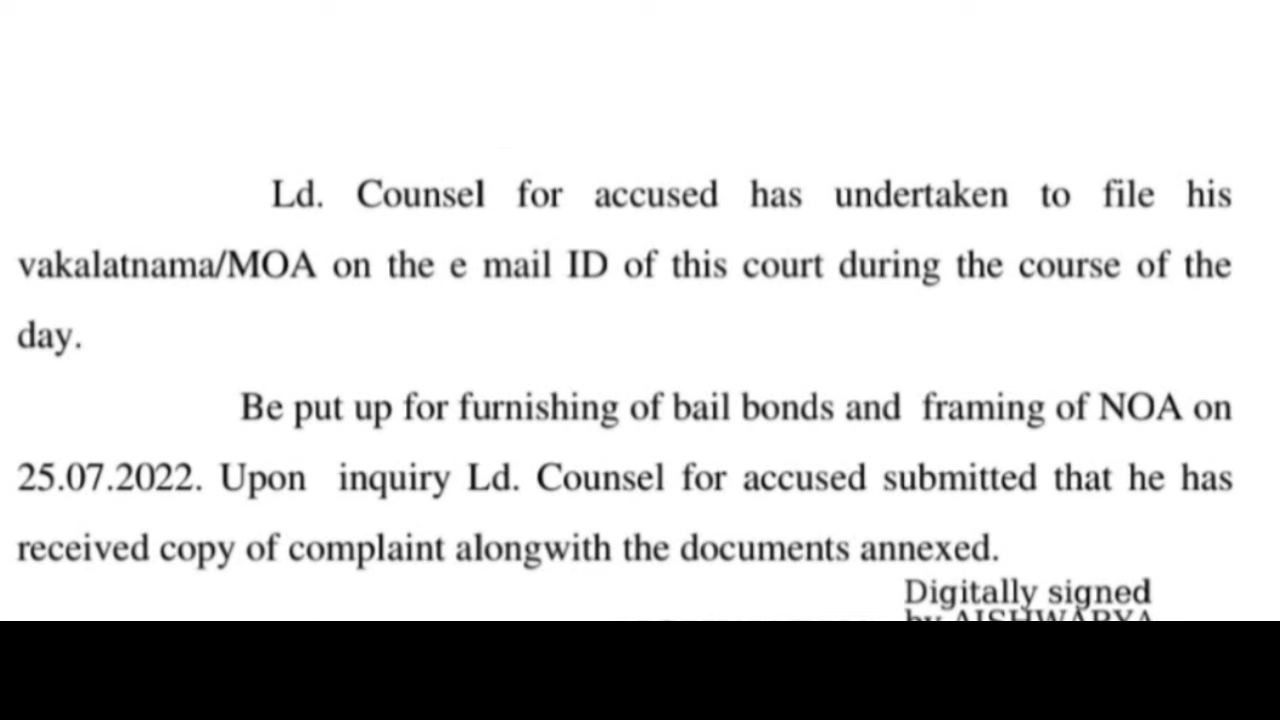 Ld. Counsel for accused has undertaken to file his
vakalatnama/MOA on the e mail ID of this court during the course of the
day.
Be put up for furnishing of bail bonds and framing of NOA on
25.07.2022. Upon inquiry Ld. Counsel for accused submitted that he has
received copy of complaint alongwith the documents annexed.
Digitally signed
by AISHWARYA